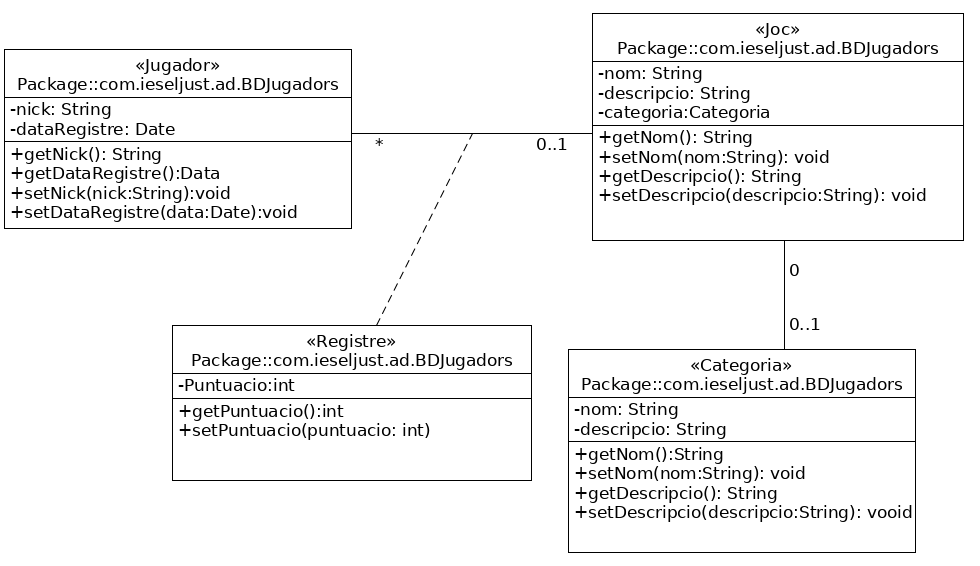 «Jugador»
Package::com.ieseljust.ad.BDJugadors
-nick: String
-dataRegistre: Date
+getNick(): String
+getDataRegistre():Data
+setNick(nick:String):void
+setDataRegistre(data:Date):void
*
0..1
«Joc»
Package::com.ieseljust.ad.BDJugadors
-nom: String
-descripcio: String
-categoria:Categoria
+getNom(): String
+setNom(nom:String): void
+getDescripcio(): String
+setDescripcio(descripcio:String): void
0
0..1
«Registre»
Package::com.ieseljust.ad.BDJugadors
-Puntuacio:int
+getPuntuacio():int
+setPuntuacio(puntuacio: int)
«Categoria»
Package::com.ieseljust.ad.BDJugadors
-nom: String
-descripcio: String
+getNom():String
+setNom(nom:String): void
+getDescripcio(): String
+setDescripcio(descripcio:String): vooid